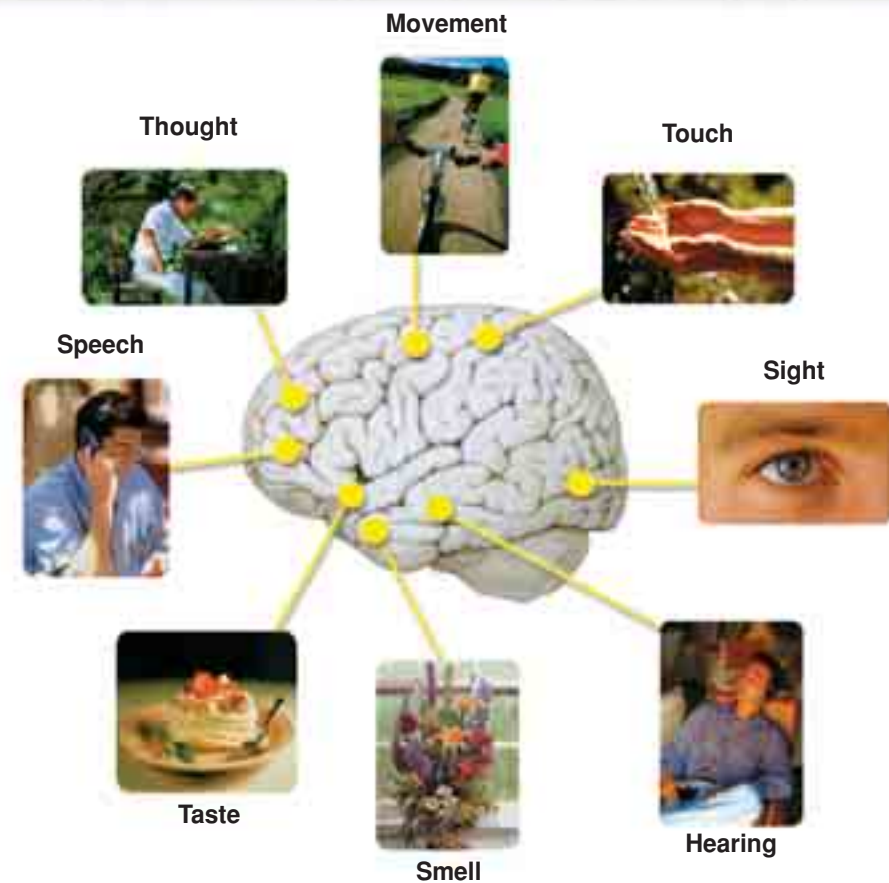 Movement
Thought
Touch
Speech
Sight
Taste
Hearing
Smell